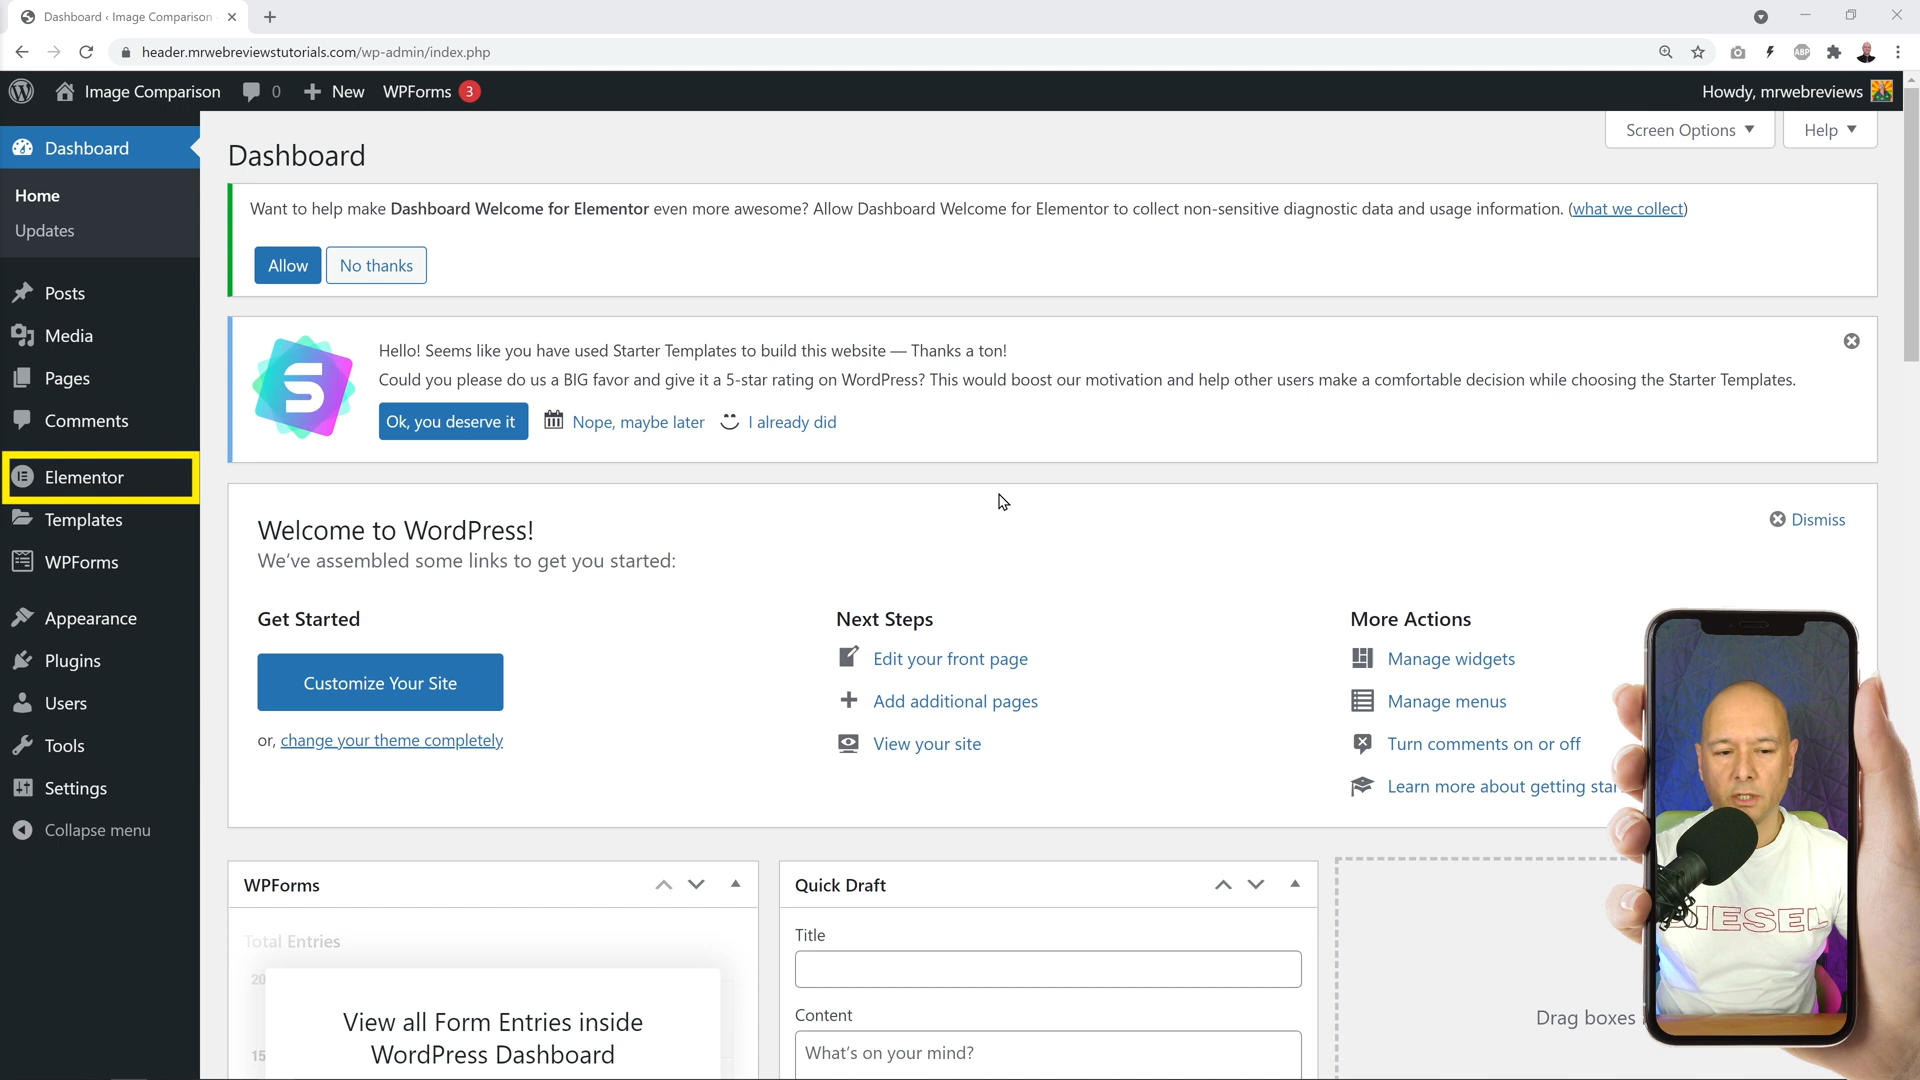 Dashboard ‹ Image Comparison
header.mrwebreviewstutorials.com/wp-admin/index.php
ABP
Image Comparison
0
New
WPForms
3
Howdy, mrwebreviews
Screen Options
Help
Dashboard
Home
Updates
Posts
Media
Pages
Comments
Elementor
Templates
WPForms
Appearance
Plugins
Users
Tools
Settings
Collapse menu
Dashboard
Want to help make Dashboard Welcome for Elementor even more awesome? Allow Dashboard Welcome for Elementor to collect non-sensitive diagnostic data and usage information. (what we collect)
Allow
No thanks
S
Hello! Seems like you have used Starter Templates to build this website — Thanks a ton!
Could you please do us a BIG favor and give it a 5-star rating on WordPress? This would boost our motivation and help other users make a comfortable decision while choosing the Starter Templates.
Ok, you deserve it
Nope, maybe later
I already did
Welcome to WordPress!
Dismiss
We've assembled some links to get you started:
Get Started
Customize Your Site
or, change your theme completely
Next Steps
Edit your front page
Add additional pages
View your site
More Actions
Manage widgets
Manage menus
Turn comments on or off
Learn more about getting star
WPForms
Total Entries
20
15
View all Form Entries inside
WordPress Dashboard
Quick Draft
Title
Content
What's on your mind?
Drag boxes
DIESEL